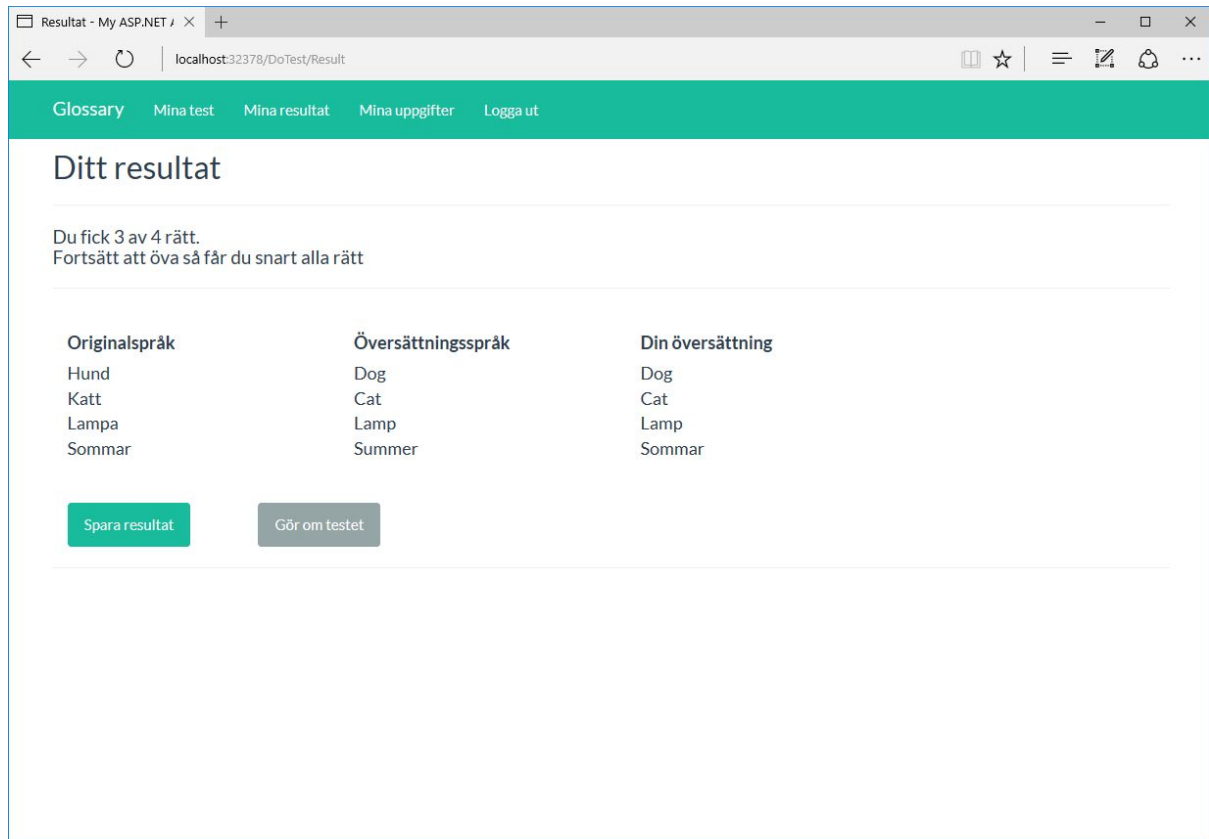 Resultat - My ASP.NET A
localhost:32378/DoTest/Result
Glossary Mina test Mina resultat Mina uppgifter Logga ut
Ditt resultat
Du fick 3 av 4 rätt.
Fortsätt att öva så får du snart alla rätt
Originalspråk Översättningsspråk Din översättning
Hund Dog Dog
Katt Cat Cat
Lampa Lamp Lamp
Sommar Summer Sommar
Spara resultat Gör om testet